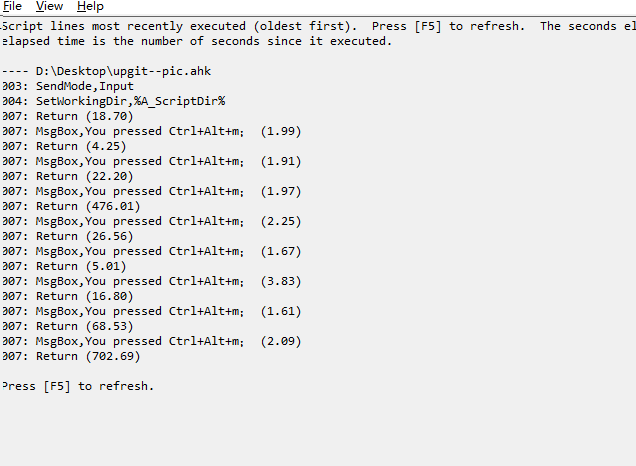 File View Help
Script lines most recently executed (oldest first). Press [F5] to refresh. The seconds el
elapsed time is the number of seconds since it executed.
---- D:\Desktop\upgit--pic.ahk
003: SendMode,Input
004: SetWorkingDir,%A_ScriptDir%
007: Return (18.70)
007: MsgBox,You pressed Ctrl+Alt+m; (1.99)
007: Return (4.25)
007: MsgBox,You pressed Ctrl+Alt+m; (1.91)
007: Return (22.20)
007: MsgBox,You pressed Ctrl+Alt+m; (1.97)
007: Return (476.01)
007: MsgBox,You pressed Ctrl+Alt+m; (2.25)
007: Return (26.56)
007: MsgBox,You pressed Ctrl+Alt+m; (1.67)
007: Return (5.01)
007: MsgBox,You pressed Ctrl+Alt+m; (3.83)
007: Return (16.80)
007: MsgBox,You pressed Ctrl+Alt+m; (1.61)
007: Return (68.53)
007: MsgBox,You pressed Ctrl+Alt+m; (2.09)
007: Return (702.69)
Press [F5] to refresh.